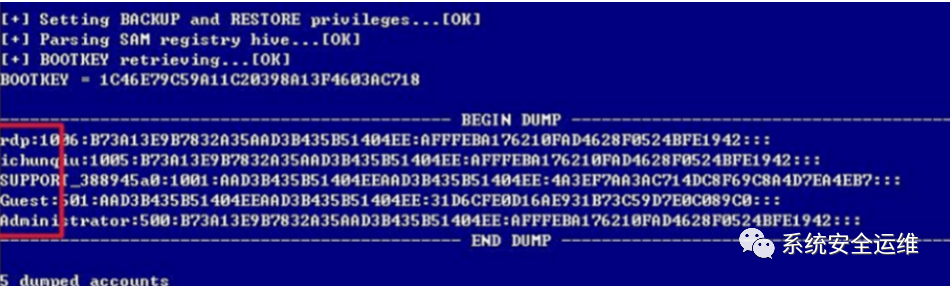 [+] Setting BACKUP and RESTORE privileges...[OK]
[+] Parsing SAM registry hive...[OK]
[+] BOOTKEY retrieving...[OK]
BOOTKEY = 1C46E79C59A11C20398A13F4603AC718
BEGIN DUMP
rdp:1006:B73A13E9B7832A35AAD3B435B51404EE:AFFFEBA176210FAD4628F0524BFE1942:::
ichunqiu:1005:B73A13E9B7832A35AAD3B435B51404EE:AFFFEBA176210FAD4628F0524BFE1942:::
SUPPORT_388945a0:1001:AAD3B435B51404EEAAD3B435B51404EE:4A3EF7AA3AC714DC8F69C8A4D7EA4EB7:::
Guest:501:AAD3B435B51404EEAAD3B435B51404EE:31D6CFE0D16AE931B73C59D7E0C089C0:::
Administrator:500:B73A13E9B7832A35AAD3B435B51404EE:AFFFEBA176210FAD4628F0524BFE1942:::
END DUMP
系统安全运维
5 dumped accounts